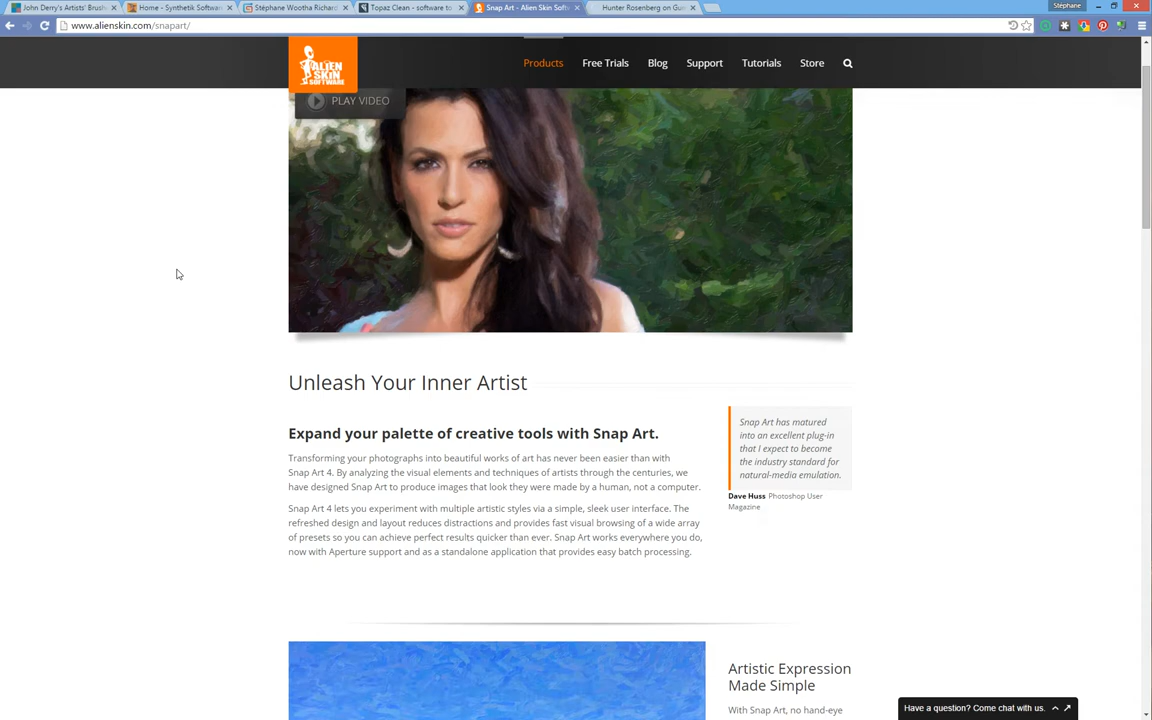 John Derry's Artists' Brush
Home - Synthetik Softwar
Stéphane Wootha Richard
Topaz Clean - software to
Snap Art - Alien Skin Soft
Hunter Rosenberg on Gui
Stéphane
www.alienskin.com/snapart/
ALIEN SKIN SOFTWARE
Products
Free Trials
Blog
Support
Tutorials
Store
PLAY VIDEO
Unleash Your Inner Artist
Expand your palette of creative tools with Snap Art.
Transforming your photographs into beautiful works of art has never been easier than with
Snap Art 4. By analyzing the visual elements and techniques of artists through the centuries, we
have designed Snap Art to produce images that look they were made by a human, not a computer.
Snap Art 4 lets you experiment with multiple artistic styles via a simple, sleek user interface. The
refreshed design and layout reduces distractions and provides fast visual browsing of a wide array
of presets so you can achieve perfect results quicker than ever. Snap Art works everywhere you do,
now with Aperture support and as a standalone application that provides easy batch processing.
Snap Art has matured
into an excellent plug-in
that I expect to become
the industry standard for
natural-media emulation.
Dave Huss Photoshop User
Magazine
Artistic Expression
Made Simple
With Snap Art, no hand-eye
Have a question? Come chat with us.